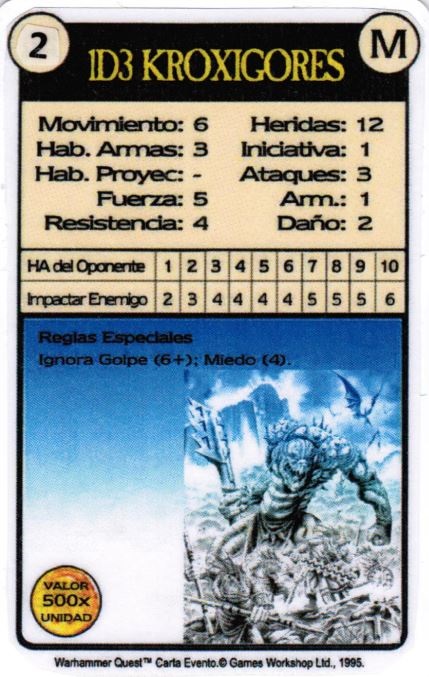 2
M
1D3 KROXIGORES
Movimiento: 6 Heridas: 12
Hab. Armas: 3 Iniciativa: 1
Hab. Proyec: - Ataques: 3
Fuerza: 5 Arm.: 1
Resistencia: 4 Daño: 2
HA del Oponente 1 2 3 4 5 6 7 8 9 10
Impactar Enemigo 2 3 4 4 4 4 5 5 5 6
Reglas Especiales
Ignora Golpe (6+); Miedo (4).
VALOR
500x
UNIDAD
Warhammer Quest™ Carta Evento.© Games Workshop Ltd., 1995.